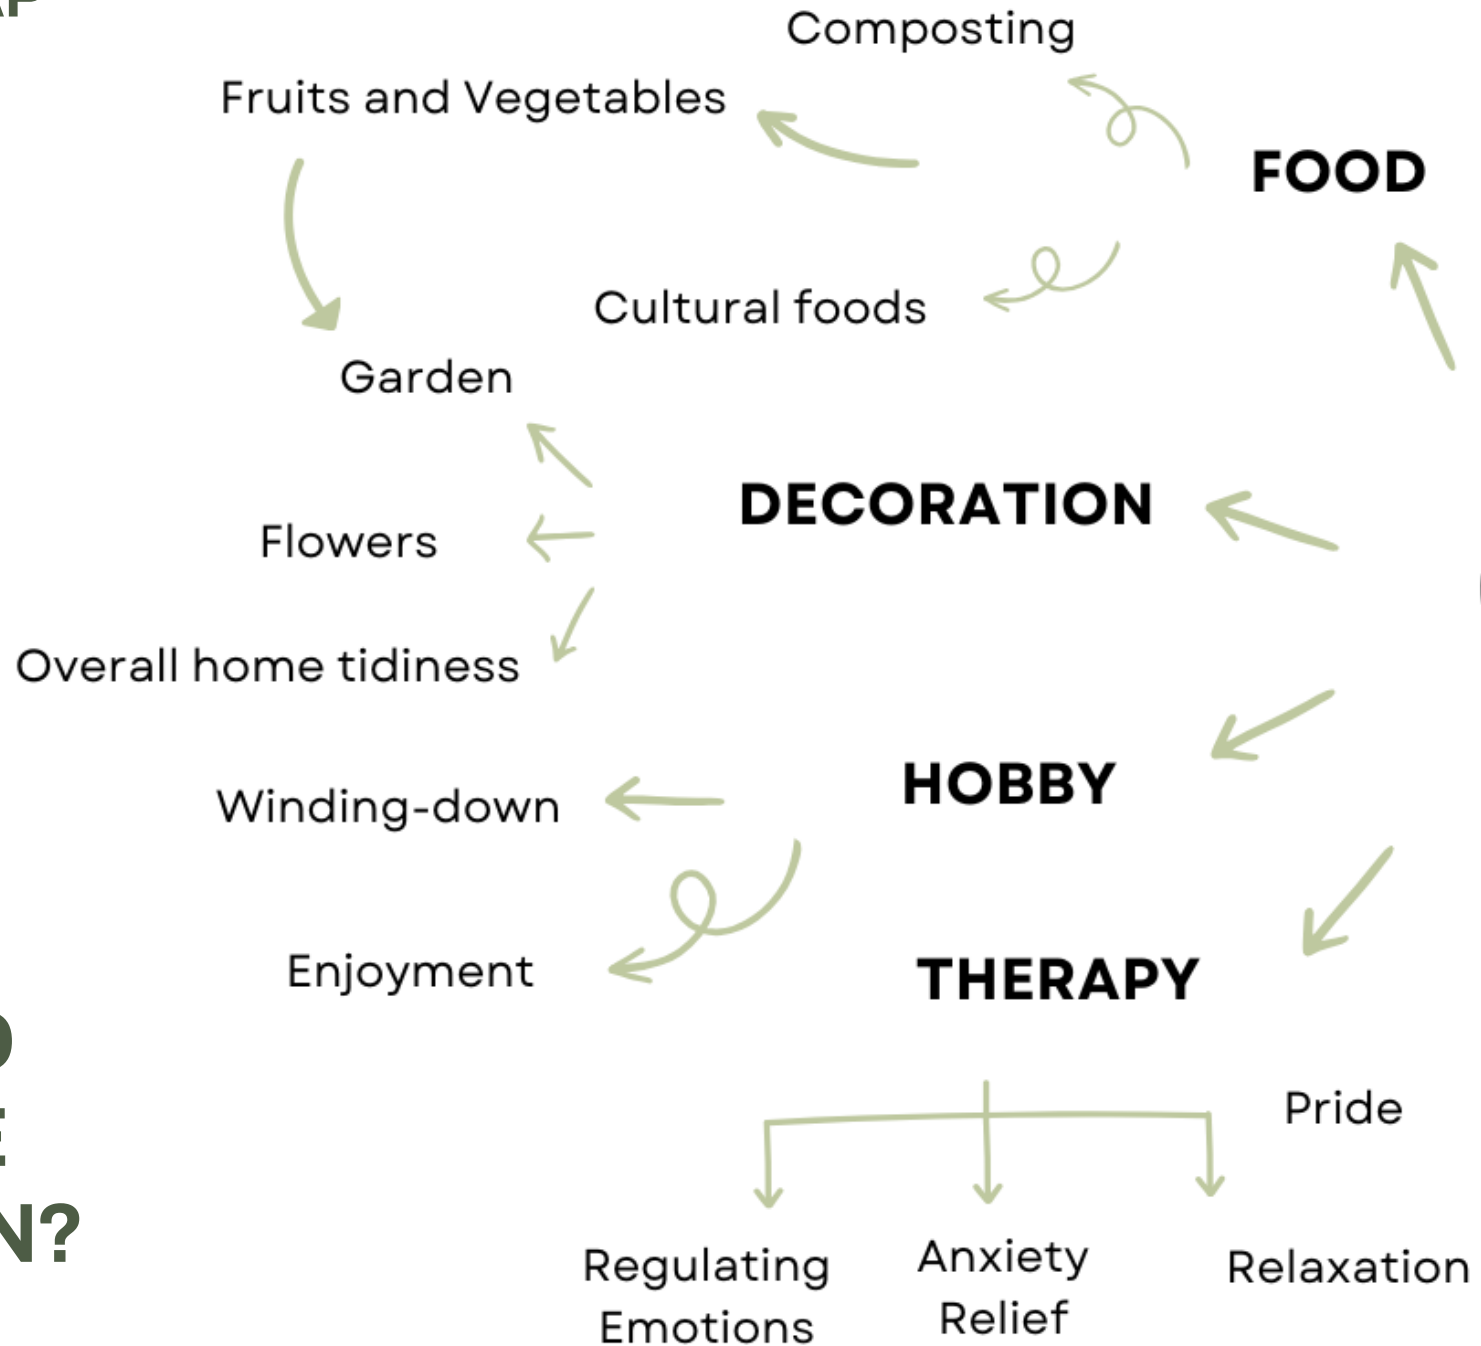 AP
Composting
Fruits and Vegetables
FOOD
Cultural foods
Garden
DECORATION
Flowers
Overall home tidiness
HOBBY
Winding-down
Enjoyment
THERAPY
Pride
Regulating
Emotions
Anxiety
Relief
Relaxation
E
N?